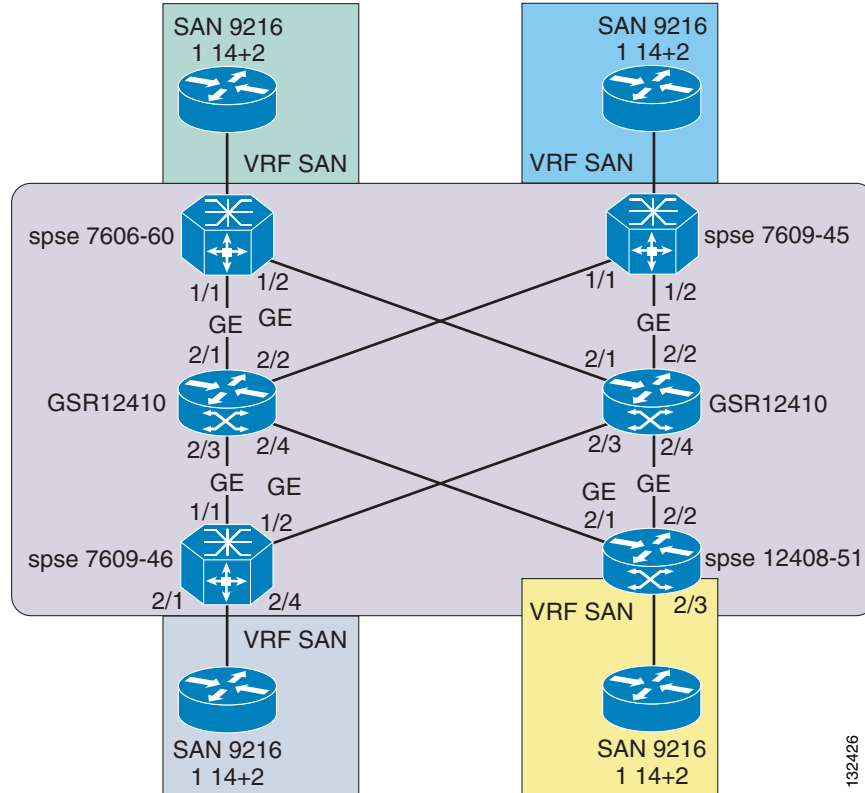 SAN 9216
1 14+2
SAN 9216
1 14+2
VRF SAN
VRF SAN
spse 7606-60
spse 7609-45
1/1
1/2
1/1
1/2
GE
GE
GE
2/1
2/2
2/1
2/2
GSR12410
GSR12410
2/3
2/4
2/3
2/4
GE
GE
GE
GE
1/1
1/2
2/1
2/2
spse 7609-46
spse 12408-51
2/1
2/4
VRF SAN
2/3
VRF SAN
SAN 9216
1 14+2
SAN 9216
1 14+2
132426